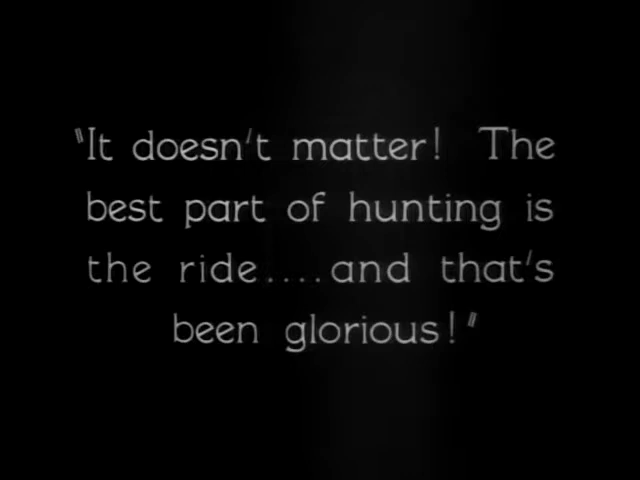 "It doesn't matter! The
best part of hunting is
the ride....and that's
been glorious!"